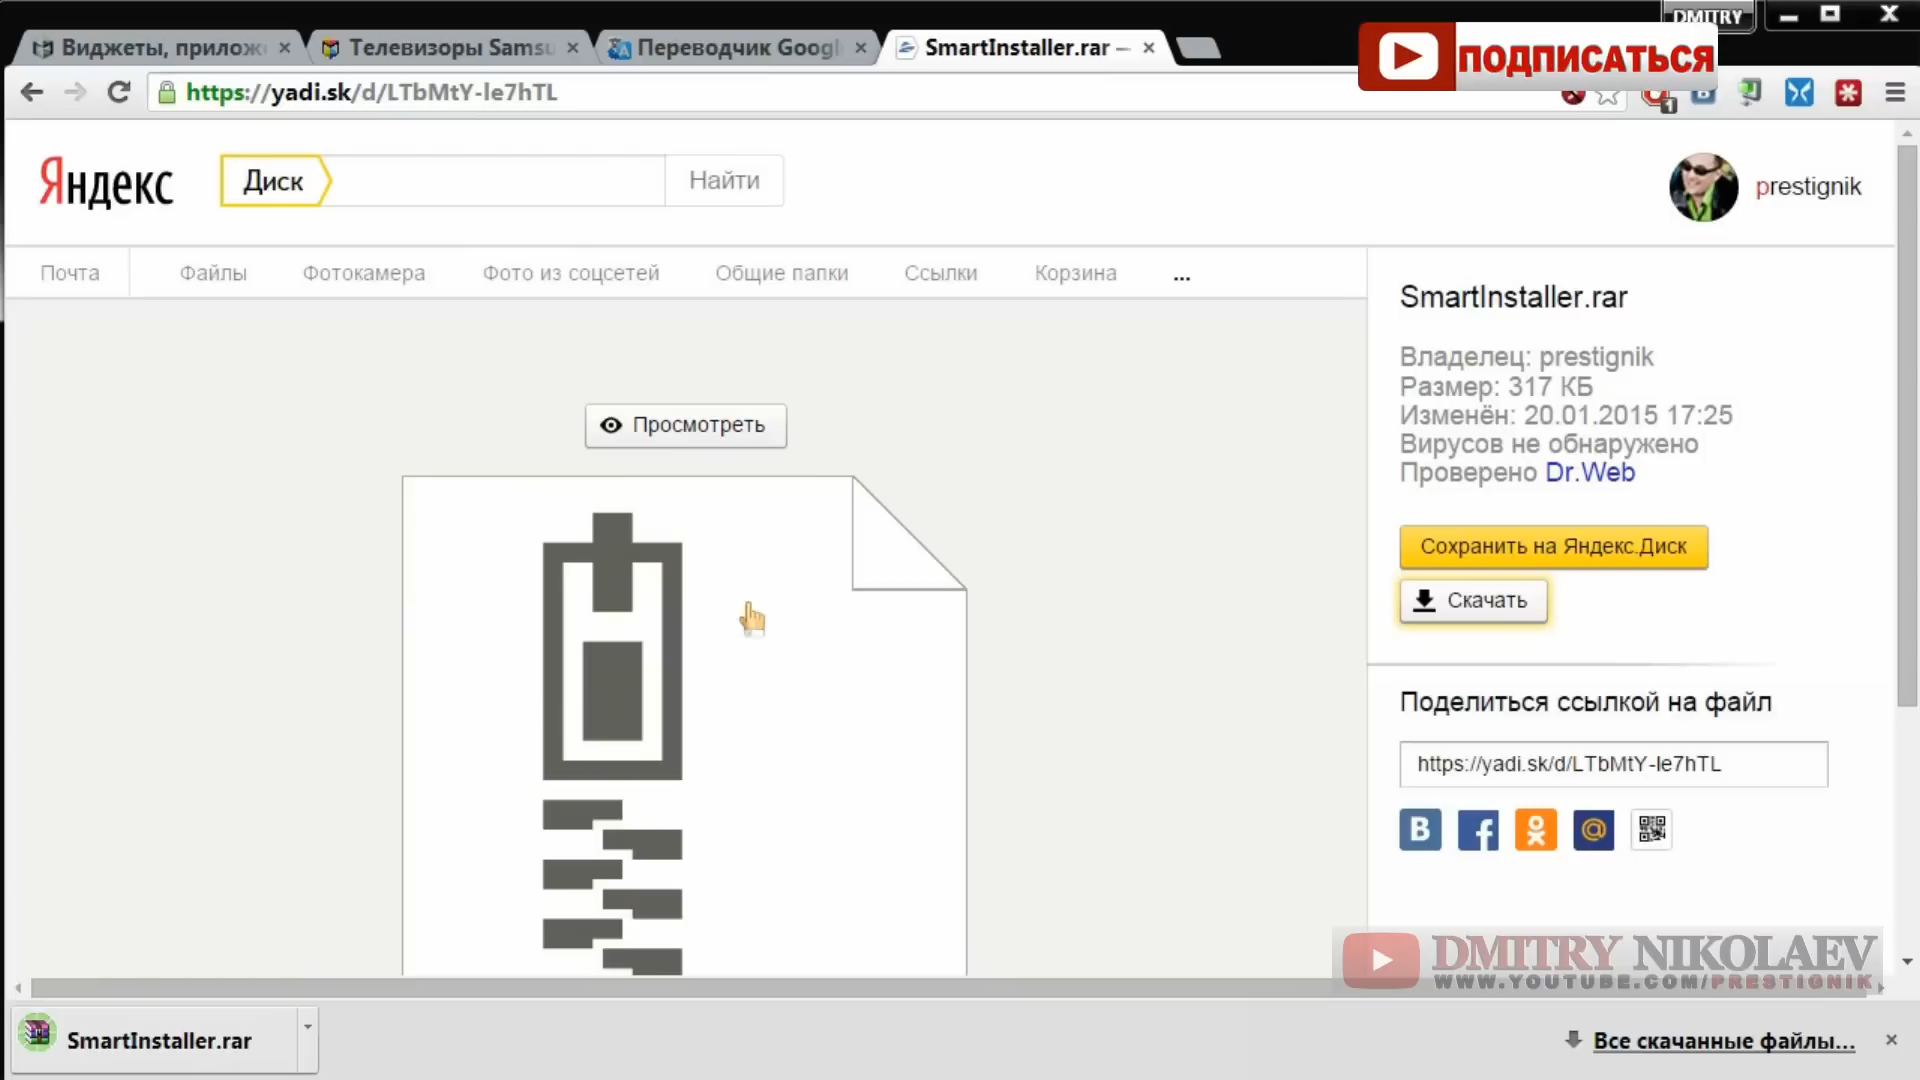 DMITRY
Виджеты, прилож
Телевизоры Samsu
Переводчик Googl
SmartInstaller.rar —
ПОДПИСАТЬСЯ
https://yadi.sk/d/LTbMtY-le7hTL
1
Яндекс
Диск
Найти
prestignik
Почта
Файлы
Фотокамера
Фото из соцсетей
Общие папки
Ссылки
Корзина
...
SmartInstaller.rar
Владелец: prestignik
Размер: 317 КБ
Изменён: 20.01.2015 17:25
Вирусов не обнаружено
Проверено Dr.Web
Просмотреть
Сохранить на Яндекс.Диск
Скачать
Поделиться ссылкой на файл
https://yadi.sk/d/LTbMtY-le7hTL
DMITRY NIKOLAEV
WWW.YOUTUBE.COM/PRESTIGNIK
SmartInstaller.rar
Все скачанные файлы...